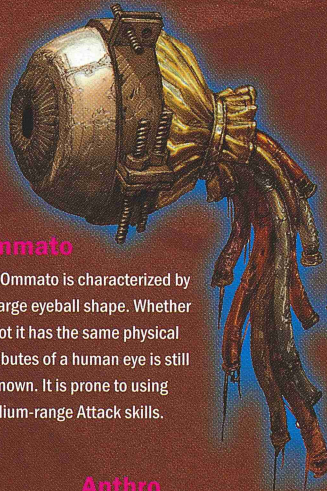 mmato
Ommato is characterized by
arge eyeball shape. Whether
ot it has the same physical
ibutes of a human eye is still
nown. It is prone to using
dium-range Attack skills.
Anthro